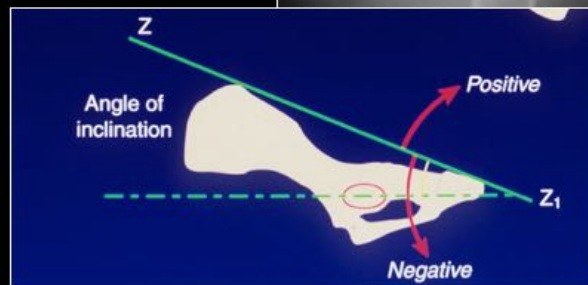 Z
Positive
Angle of
inclination
Z₁
Negative